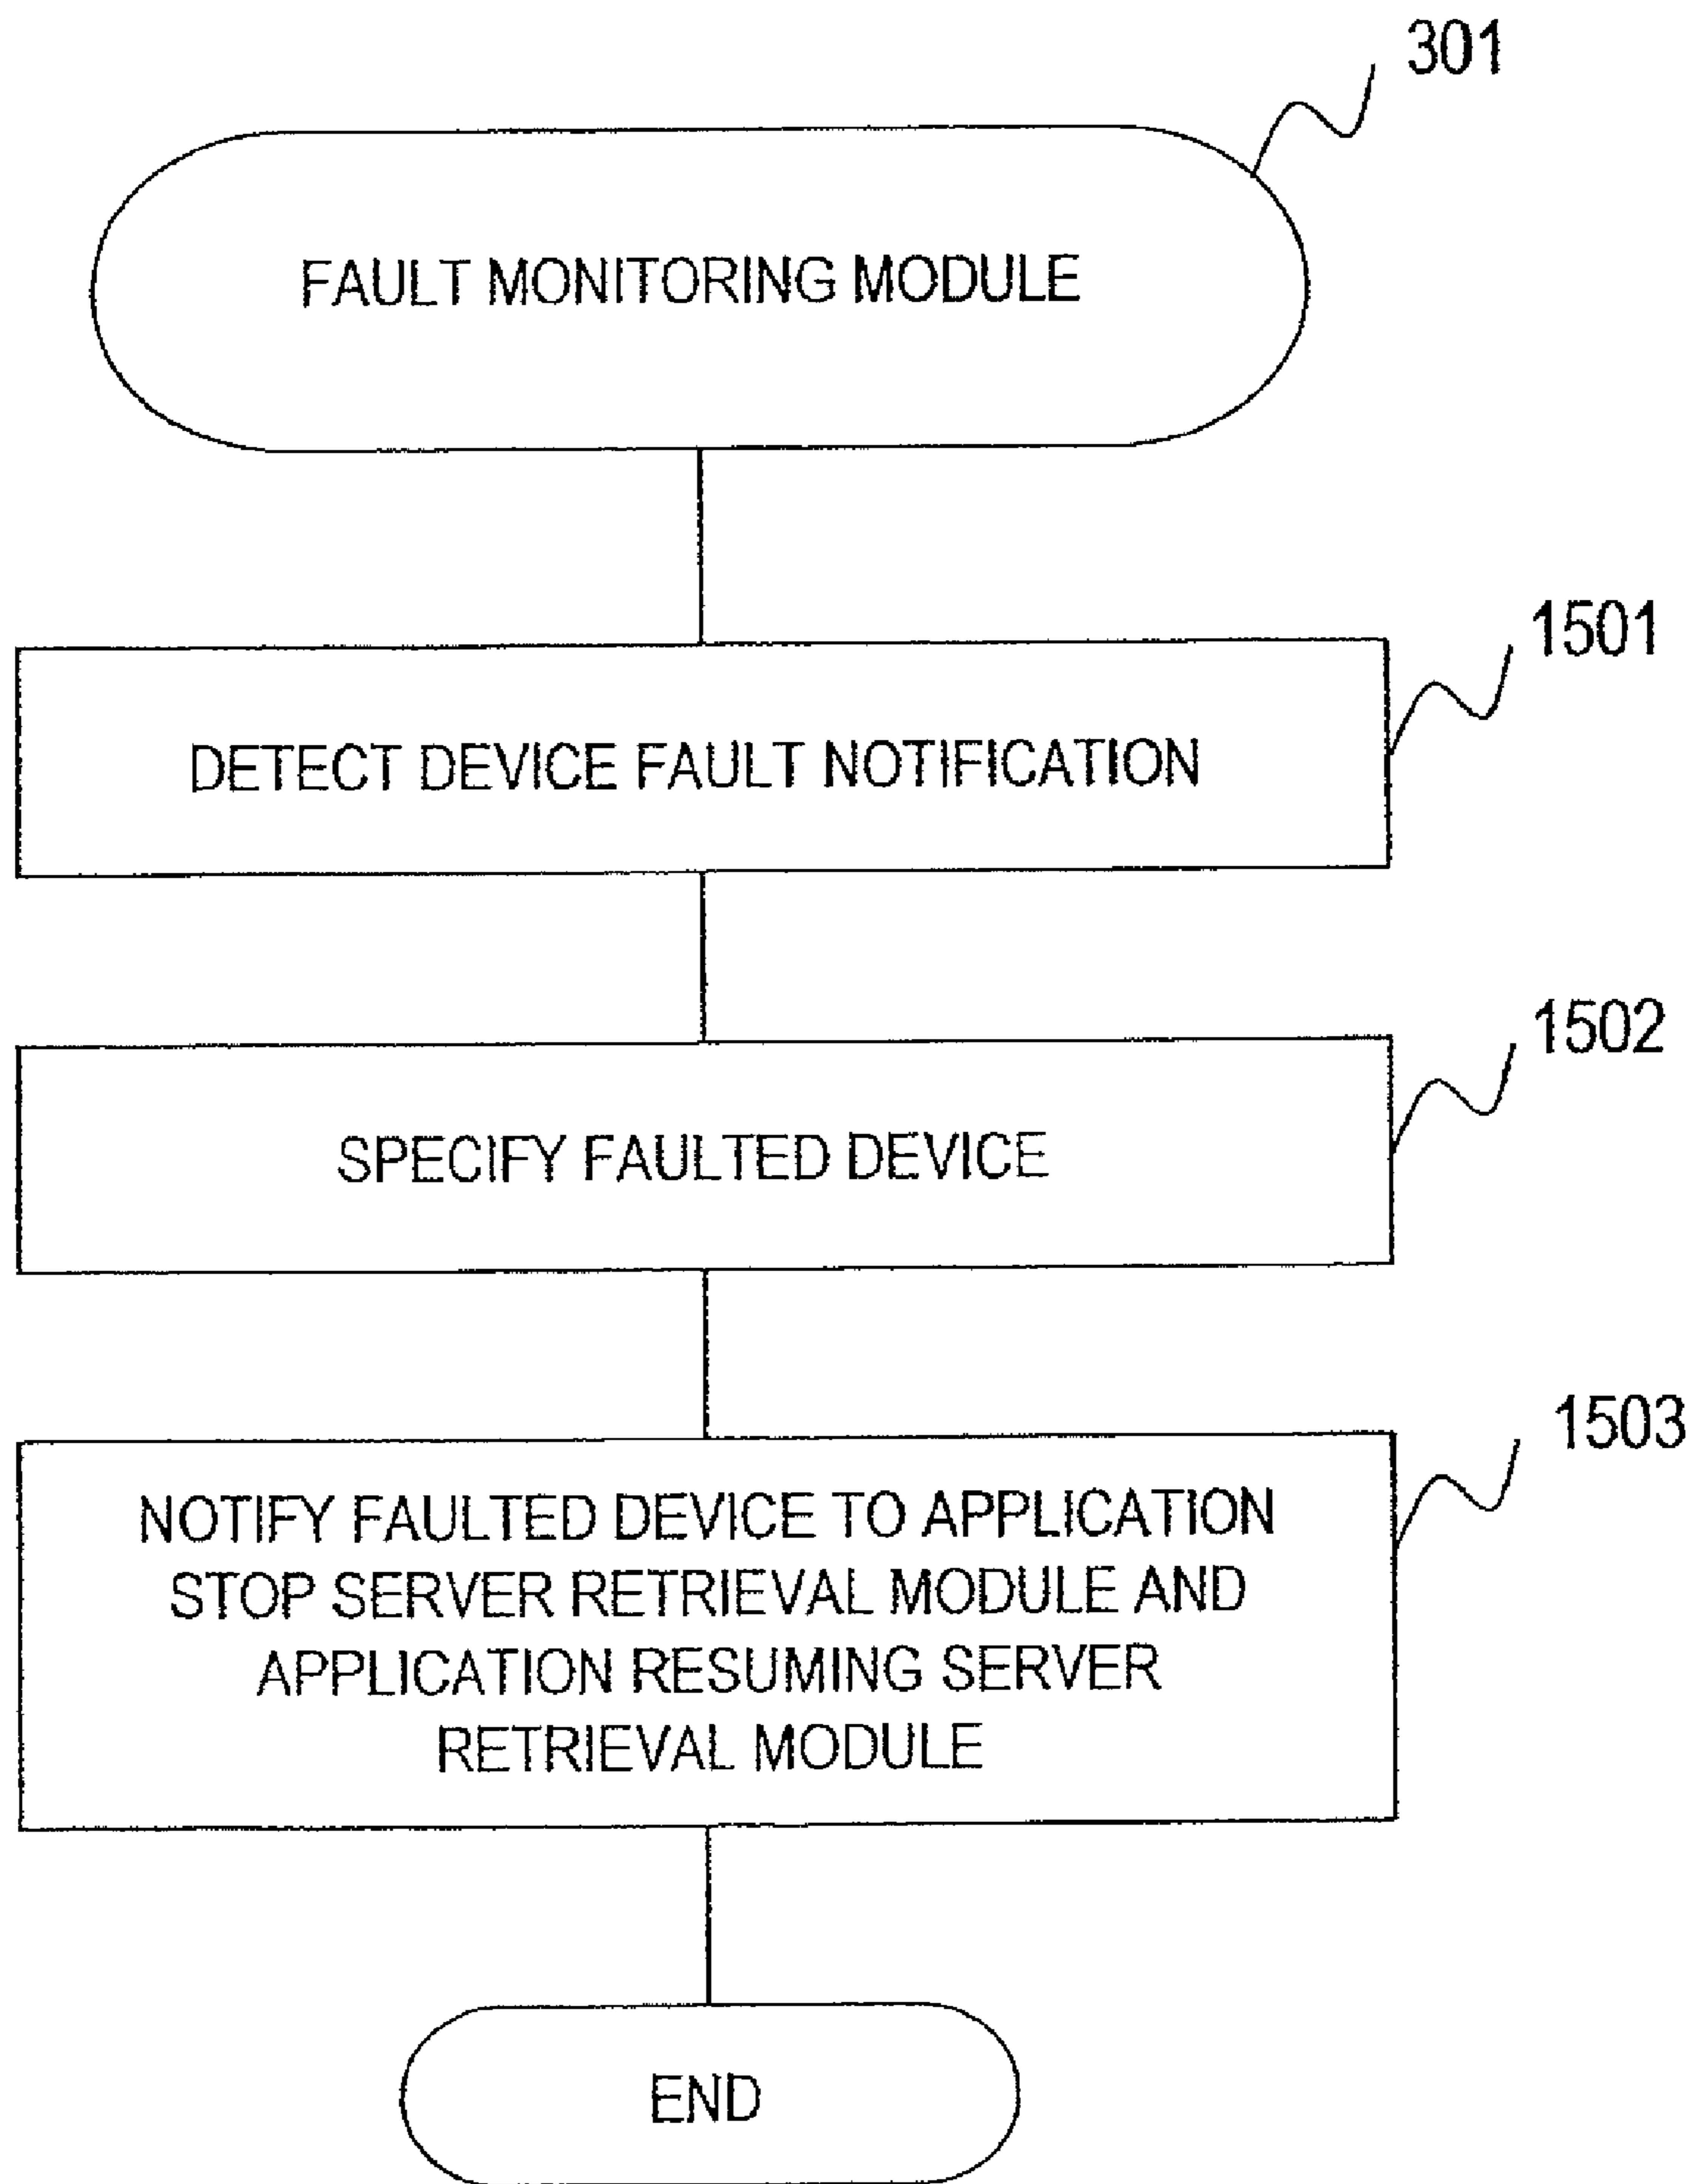 301
FAULT MONITORING MODULE
1501
DETECT DEVICE FAULT NOTIFICATION
1502
SPECIFY FAULTED DEVICE
1503
NOTIFY FAULTED DEVICE TO APPLICATION
STOP SERVER RETRIEVAL MODULE AND
APPLICATION RESUMING SERVER
RETRIEVAL MODULE
END